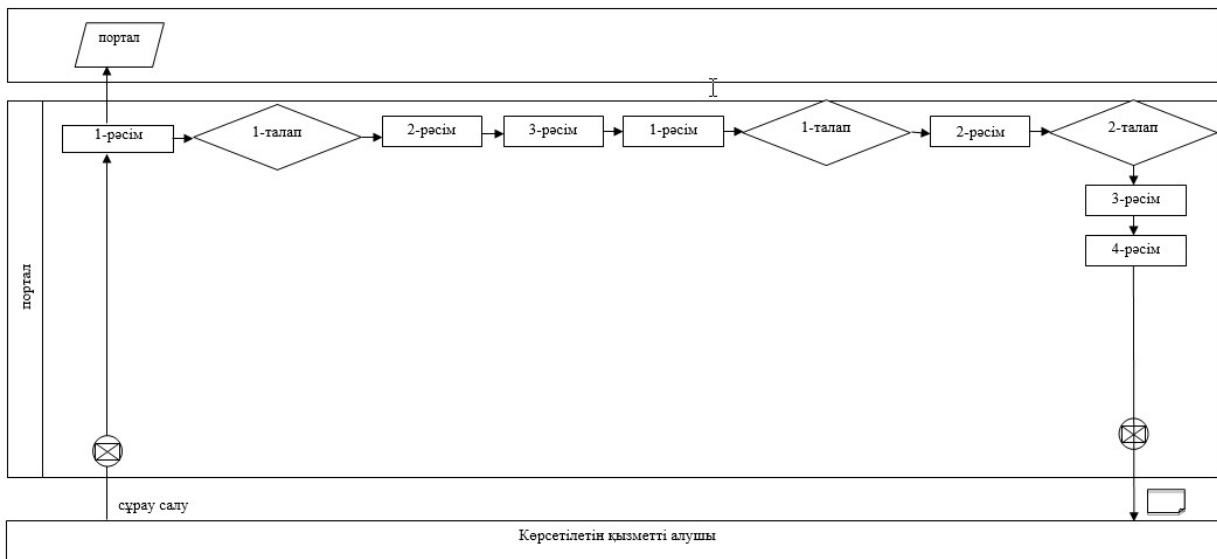 портал
1-рәсім
1-талап
2-рәсім
3-рәсім
1-рәсім
1-талап
2-рәсім
2-талап
3-рәсім
4-рәсім
портал
сұрау салу
Көрсетілетін қызметті алушы